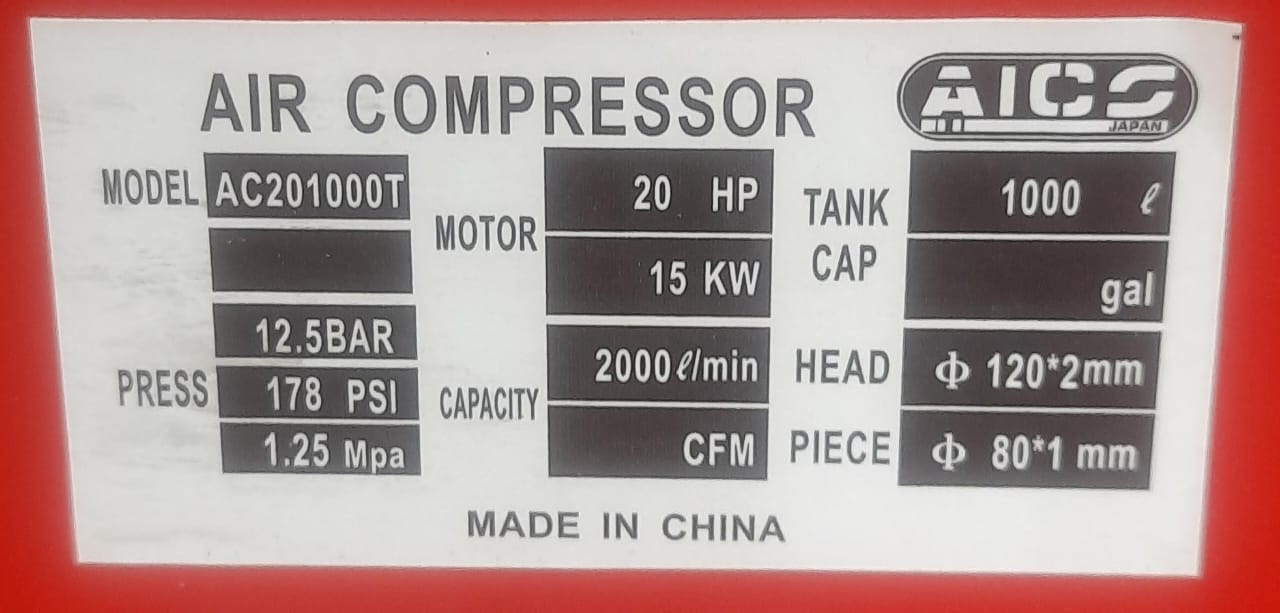 AIR COMPRESSOR
AICS
JAPAN
MODEL AC201000T
PRESS
12.5BAR
178 PSI
1.25 Mpa
MOTOR
20 HP
15 KW
CAPACITY
2000ℓ/min
CFM
TANK CAP
1000 ℓ
gal
HEAD PIECE
ϕ 120*2mm
ϕ 80*1 mm
MADE IN CHINA